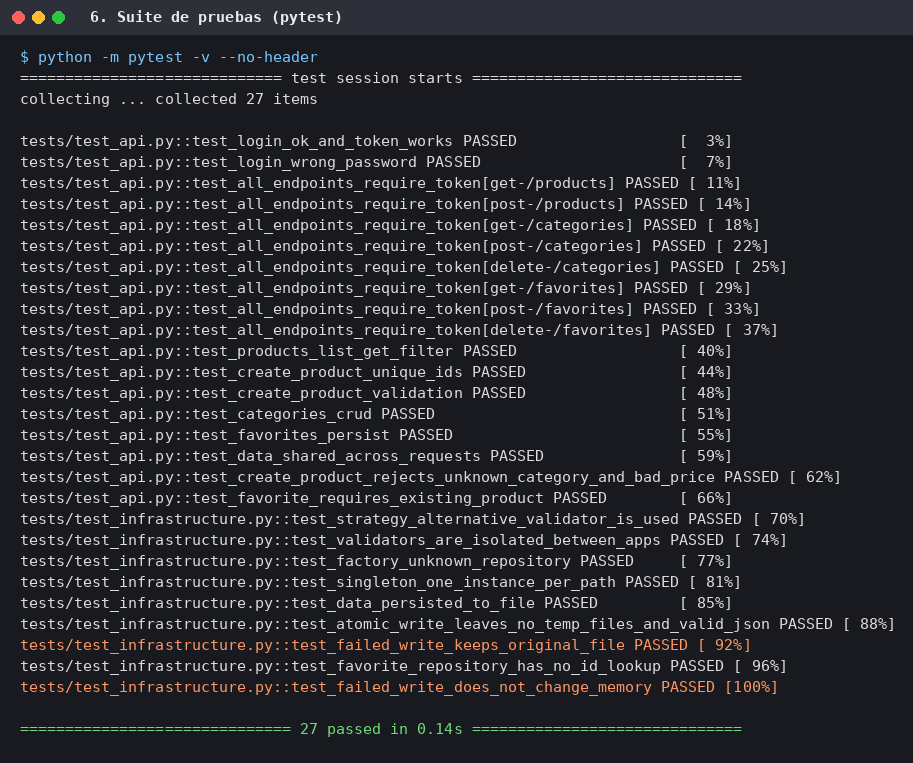 6. Suite de pruebas (pytest)
$ python -m pytest -v --no-header
============================= test session starts ==============================
collecting ... collected 27 items
tests/test_api.py::test_login_ok_and_token_works PASSED                  [  3%]
tests/test_api.py::test_login_wrong_password PASSED                      [  7%]
tests/test_api.py::test_all_endpoints_require_token[get-/products] PASSED [ 11%]
tests/test_api.py::test_all_endpoints_require_token[post-/products] PASSED [ 14%]
tests/test_api.py::test_all_endpoints_require_token[get-/categories] PASSED [ 18%]
tests/test_api.py::test_all_endpoints_require_token[post-/categories] PASSED [ 22%]
tests/test_api.py::test_all_endpoints_require_token[delete-/categories] PASSED [ 25%]
tests/test_api.py::test_all_endpoints_require_token[get-/favorites] PASSED [ 29%]
tests/test_api.py::test_all_endpoints_require_token[post-/favorites] PASSED [ 33%]
tests/test_api.py::test_all_endpoints_require_token[delete-/favorites] PASSED [ 37%]
tests/test_api.py::test_products_list_get_filter PASSED                  [ 40%]
tests/test_api.py::test_create_product_unique_ids PASSED                 [ 44%]
tests/test_api.py::test_create_product_validation PASSED                 [ 48%]
tests/test_api.py::test_categories_crud PASSED                           [ 51%]
tests/test_api.py::test_favorites_persist PASSED                         [ 55%]
tests/test_api.py::test_data_shared_across_requests PASSED               [ 59%]
tests/test_api.py::test_create_product_rejects_unknown_category_and_bad_price PASSED [ 62%]
tests/test_api.py::test_favorite_requires_existing_product PASSED        [ 66%]
tests/test_infrastructure.py::test_strategy_alternative_validator_is_used PASSED [ 70%]
tests/test_infrastructure.py::test_validators_are_isolated_between_apps PASSED [ 74%]
tests/test_infrastructure.py::test_factory_unknown_repository PASSED     [ 77%]
tests/test_infrastructure.py::test_singleton_one_instance_per_path PASSED [ 81%]
tests/test_infrastructure.py::test_data_persisted_to_file PASSED         [ 85%]
tests/test_infrastructure.py::test_atomic_write_leaves_no_temp_files_and_valid_json PASSED [ 88%]
tests/test_infrastructure.py::test_failed_write_keeps_original_file PASSED [ 92%]
tests/test_infrastructure.py::test_favorite_repository_has_no_id_lookup PASSED [ 96%]
tests/test_infrastructure.py::test_failed_write_does_not_change_memory PASSED [100%]
============================== 27 passed in 0.14s ==============================